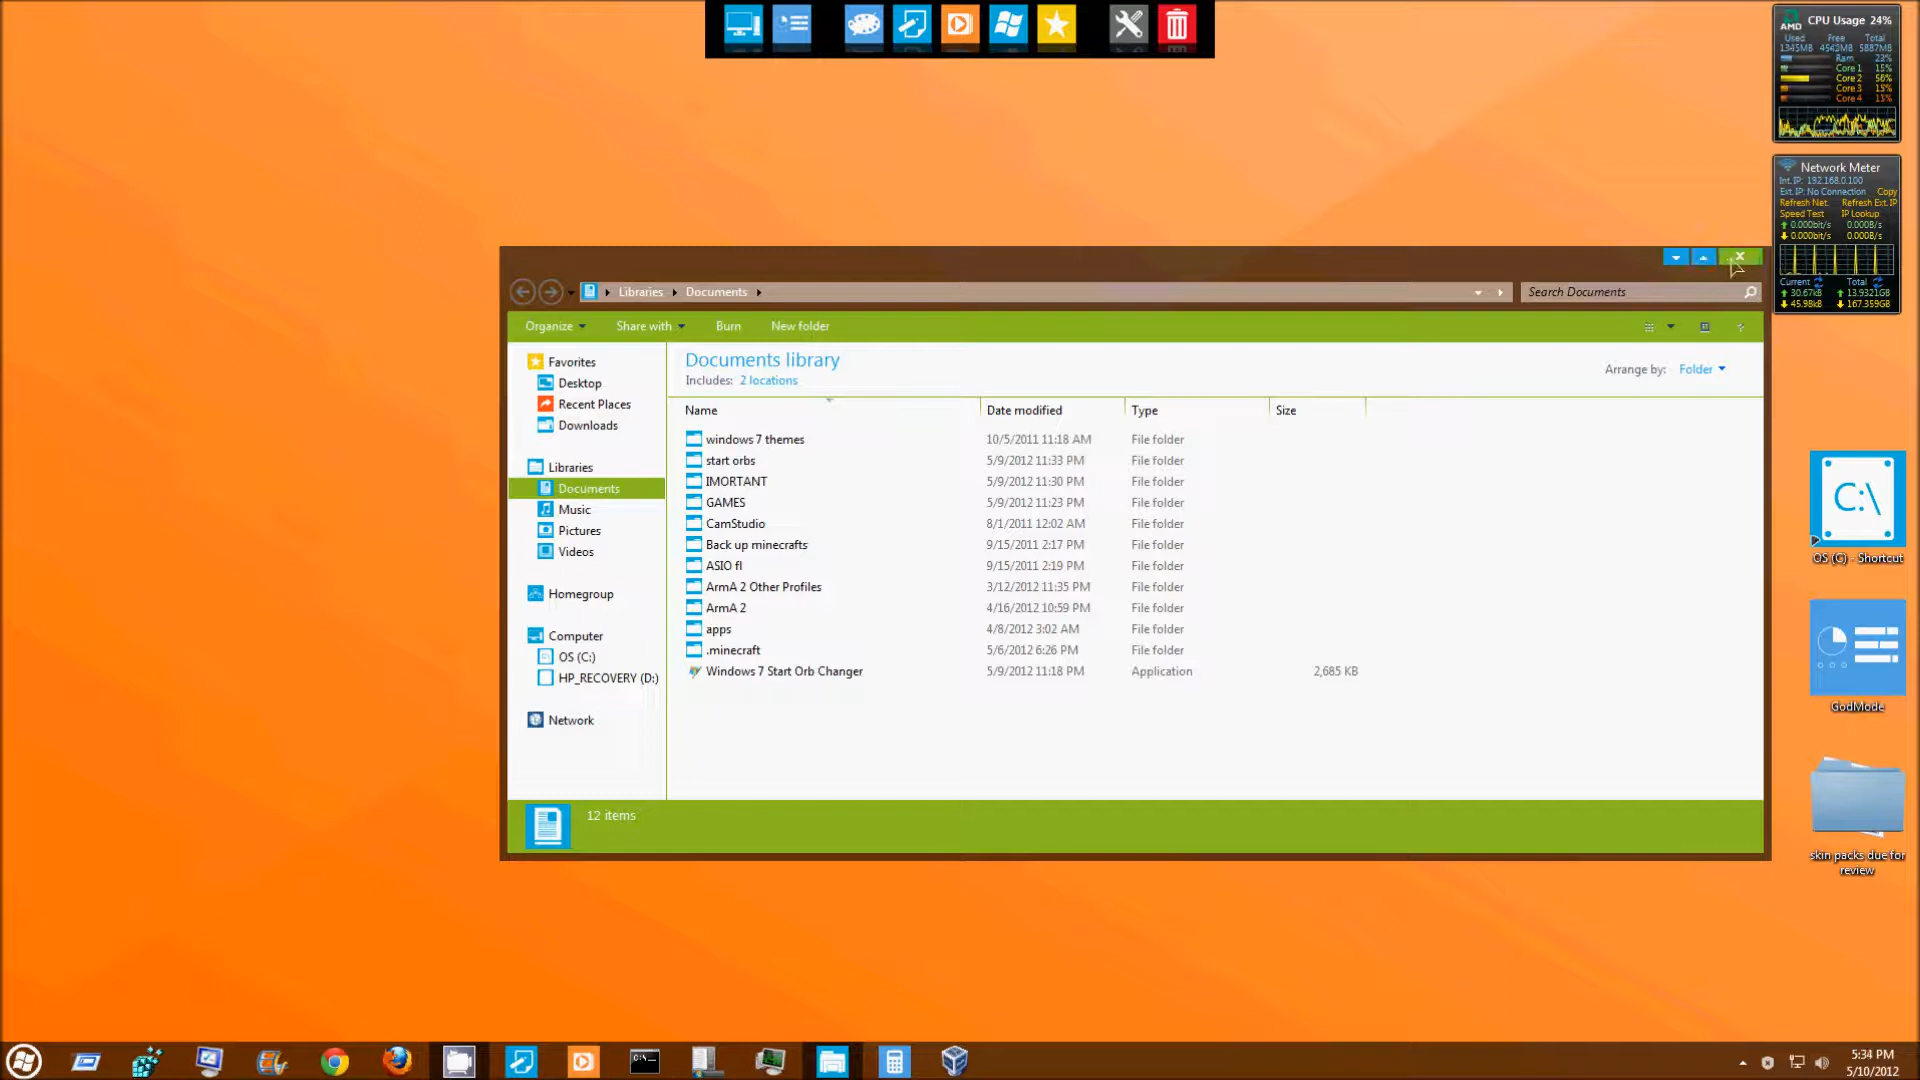 AMD CPU Usage 24%
Used Free Total
1345MB 4542MB 5887MB
Ram 22%
Core 1 15%
Core 2 56%
Core 3 15%
Core 4 13%
Network Meter
Int. IP: 192.168.0.100
Ext. IP: No Connection Copy
Refresh Net. Refresh Ext. IP
Speed Test IP Lookup
0.000bit/s 0.000B/s
0.000bit/s 0.000B/s
Current Total
30.67kB 13.9321GB
45.98kB 167.359GB
Libraries Documents
Search Documents
Organize Share with Burn New folder
Documents library
Includes: 2 locations
Arrange by: Folder
Name Date modified Type Size
Favorites
Desktop
Recent Places
Downloads
Libraries
Documents
Music
Pictures
Videos
Homegroup
Computer
OS (C:)
HP_RECOVERY (D:)
Network
windows 7 themes 10/5/2011 11:18 AM File folder
start orbs 5/9/2012 11:33 PM File folder
IMORTANT 5/9/2012 11:30 PM File folder
GAMES 5/9/2012 11:23 PM File folder
CamStudio 8/1/2011 12:02 AM File folder
Back up minecrafts 9/15/2011 2:17 PM File folder
ASIO fl 9/15/2011 2:19 PM File folder
ArmA 2 Other Profiles 3/12/2012 11:35 PM File folder
ArmA 2 4/16/2012 10:59 PM File folder
apps 4/8/2012 3:02 AM File folder
.minecraft 5/6/2012 6:26 PM File folder
Windows 7 Start Orb Changer 5/9/2012 11:18 PM Application 2,685 KB
12 items
C:\
OS (C) - Shortcut
GodMode
skin packs due for
review
C:\
5:34 PM
5/10/2012